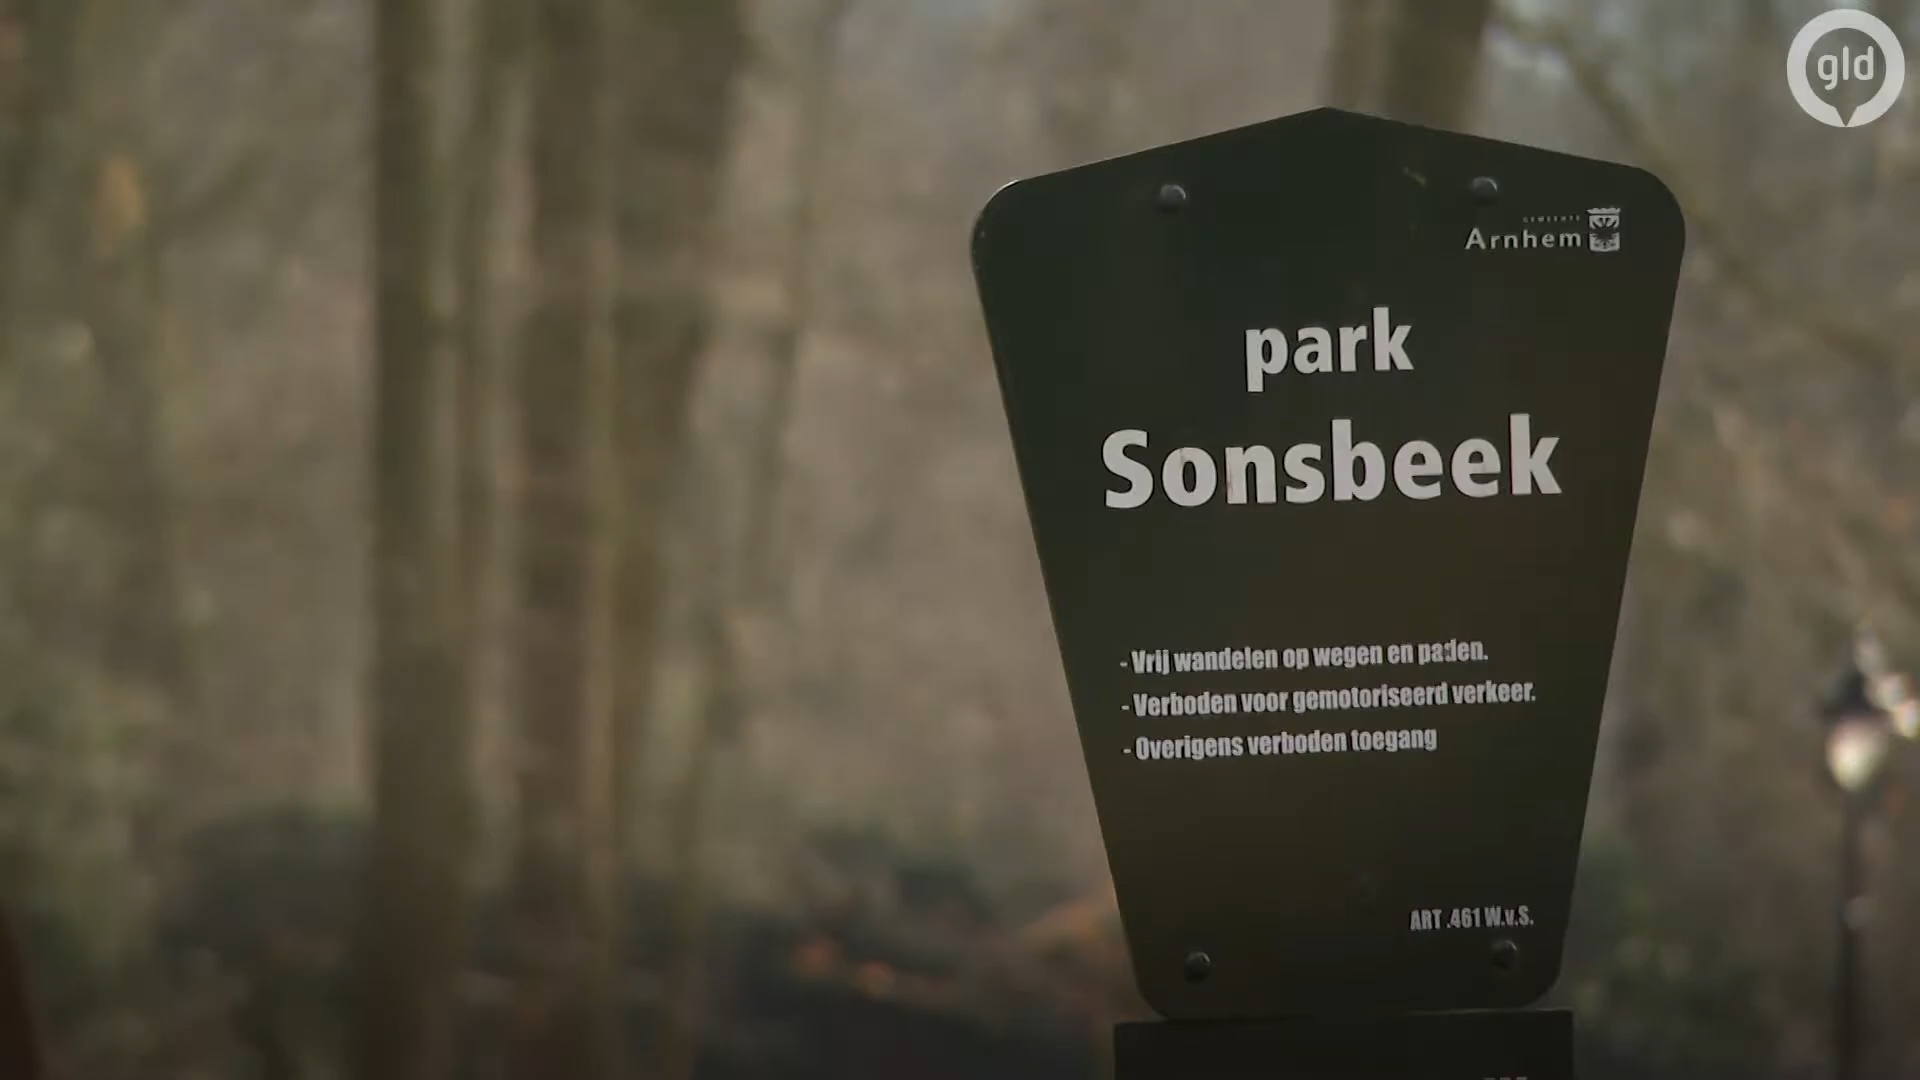 gld
GEMEENTE
Arnhem
park
Sonsbeek
- Vrij wandelen op wegen en paden.
- Verboden voor gemotoriseerd verkeer.
- Overigens verboden toegang
ART .461 W.v.S.